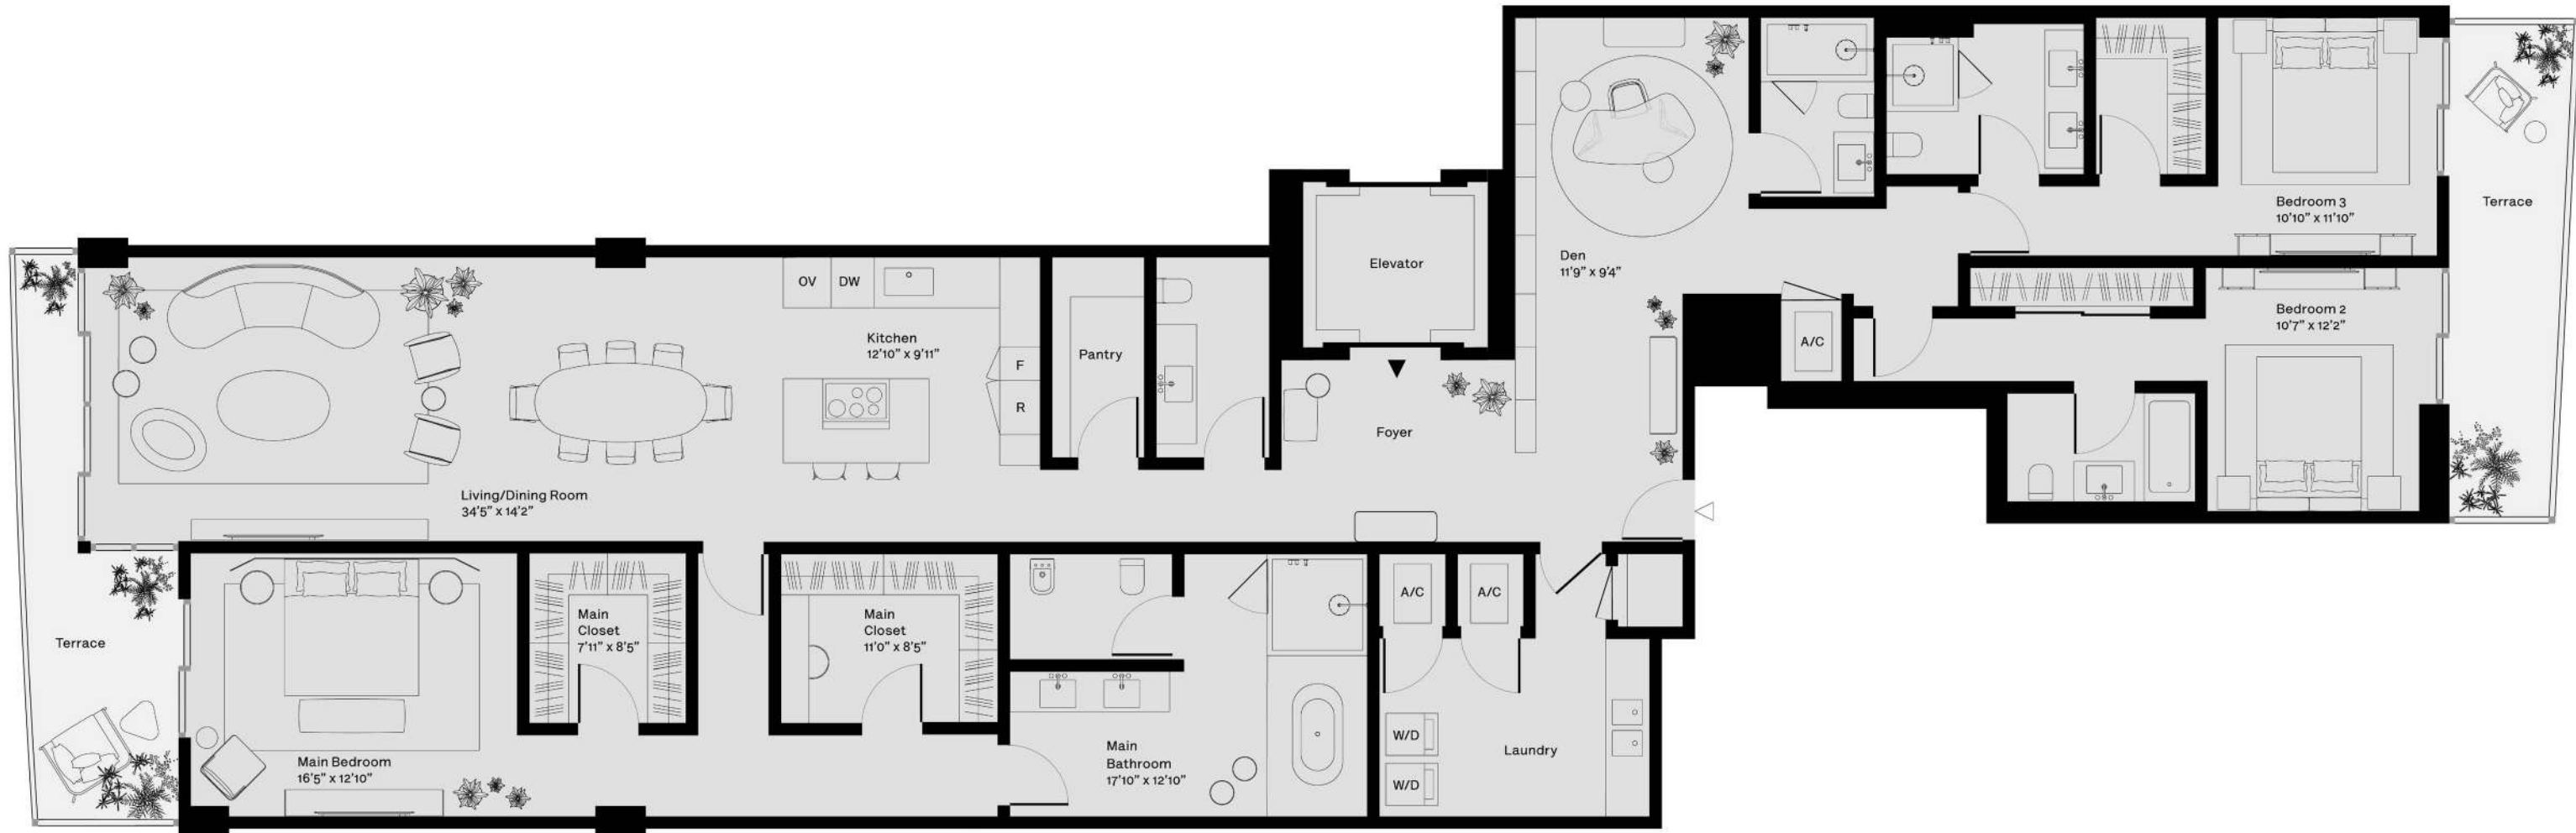 Bedroom 3
10'10" x 11'10"
Terrace
Elevator
Den
11'9" x 9'4"
OV
DW
Kitchen
12'10" x 9'11"
Pantry
F
R
Foyer
A/C
Bedroom 2
10'7" x 12'2"
Living/Dining Room
34'5" x 14'2"
Terrace
Main
Closet
7'11" x 8'5"
Main
Closet
11'0" x 8'5"
A/C
A/C
Main Bedroom
16'5" x 12'10"
Main
Bathroom
17'10" x 12'10"
W/D
W/D
Laundry